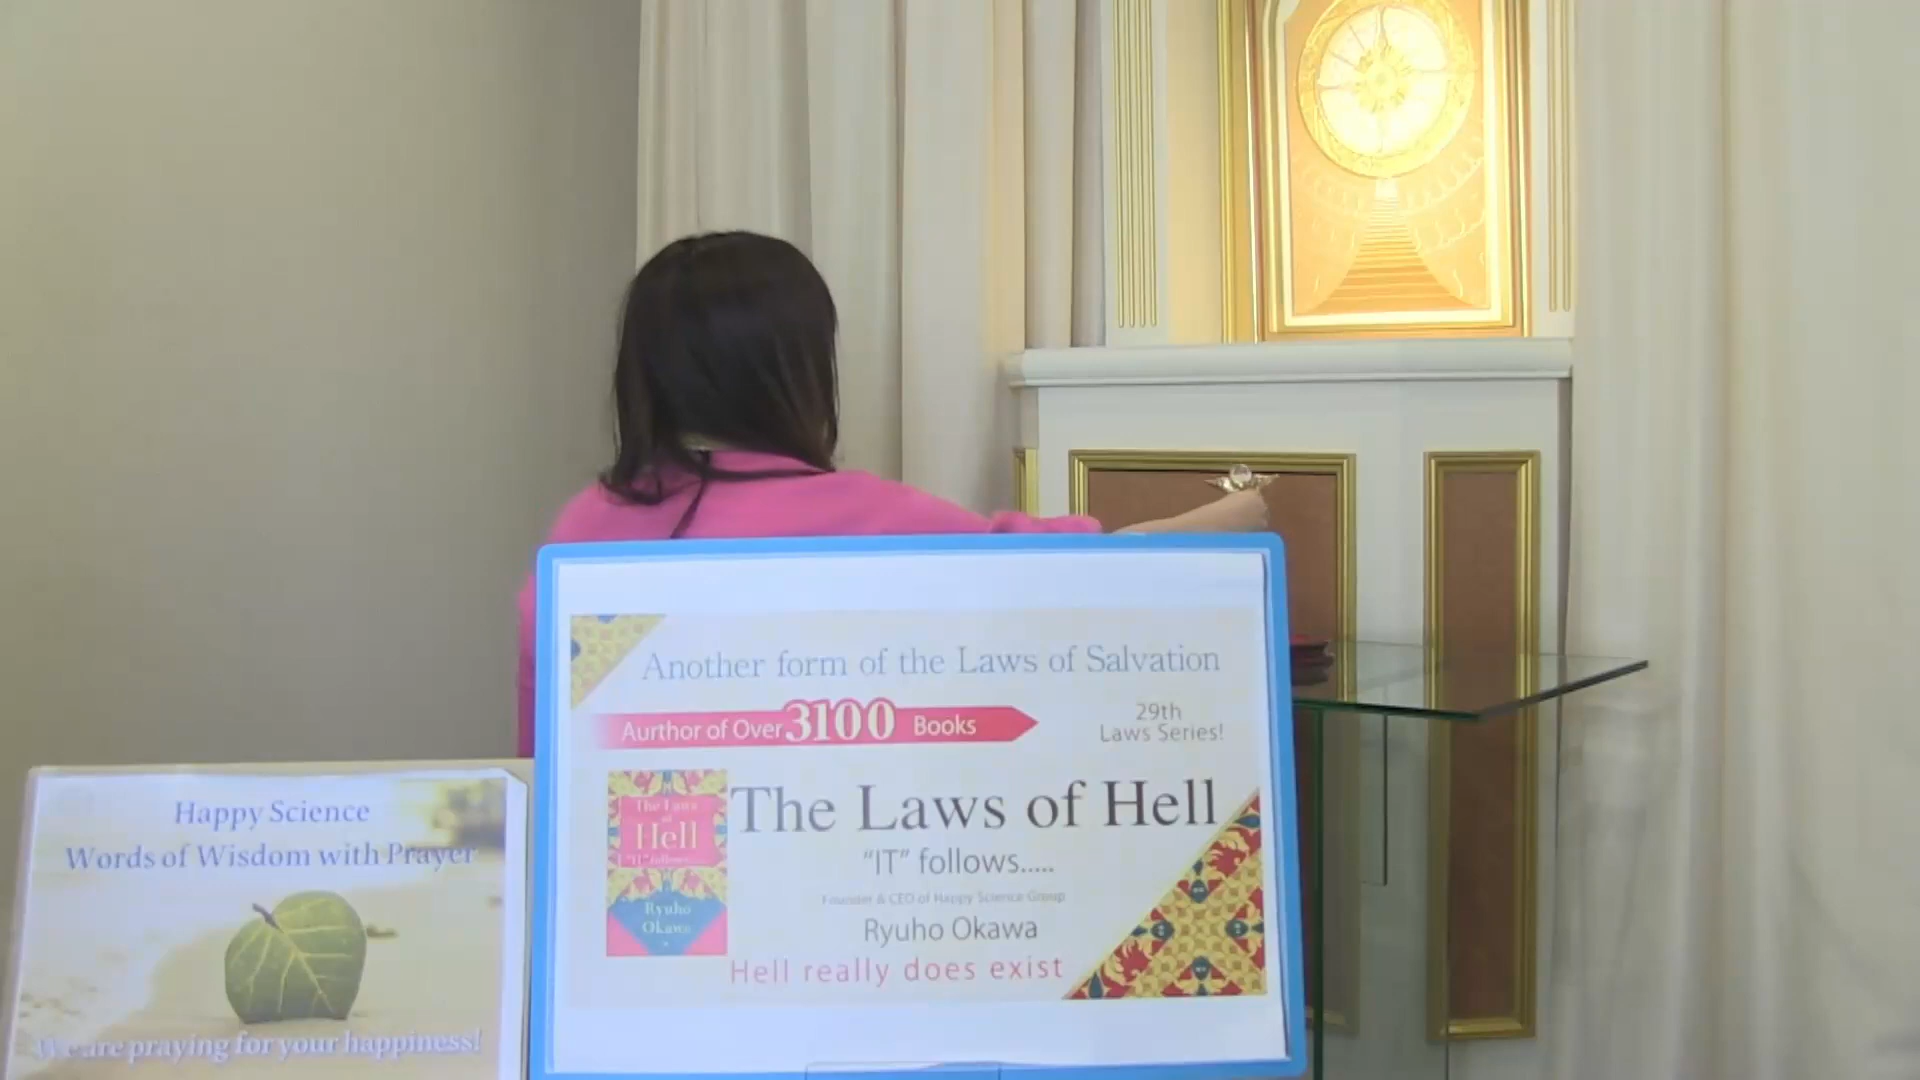 Another form of the Laws of Salvation
Aurthor of Over 3100 Books
29th
Laws Series!
The Laws
of
Hell
"IT" follows.....
Ryuho
Okawa
The Laws of Hell
"IT" follows.....
Founder & CEO of Happy Science Group
Ryuho Okawa
Hell really does exist
Happy Science
Words of Wisdom with Prayer
We are praying for your happiness!